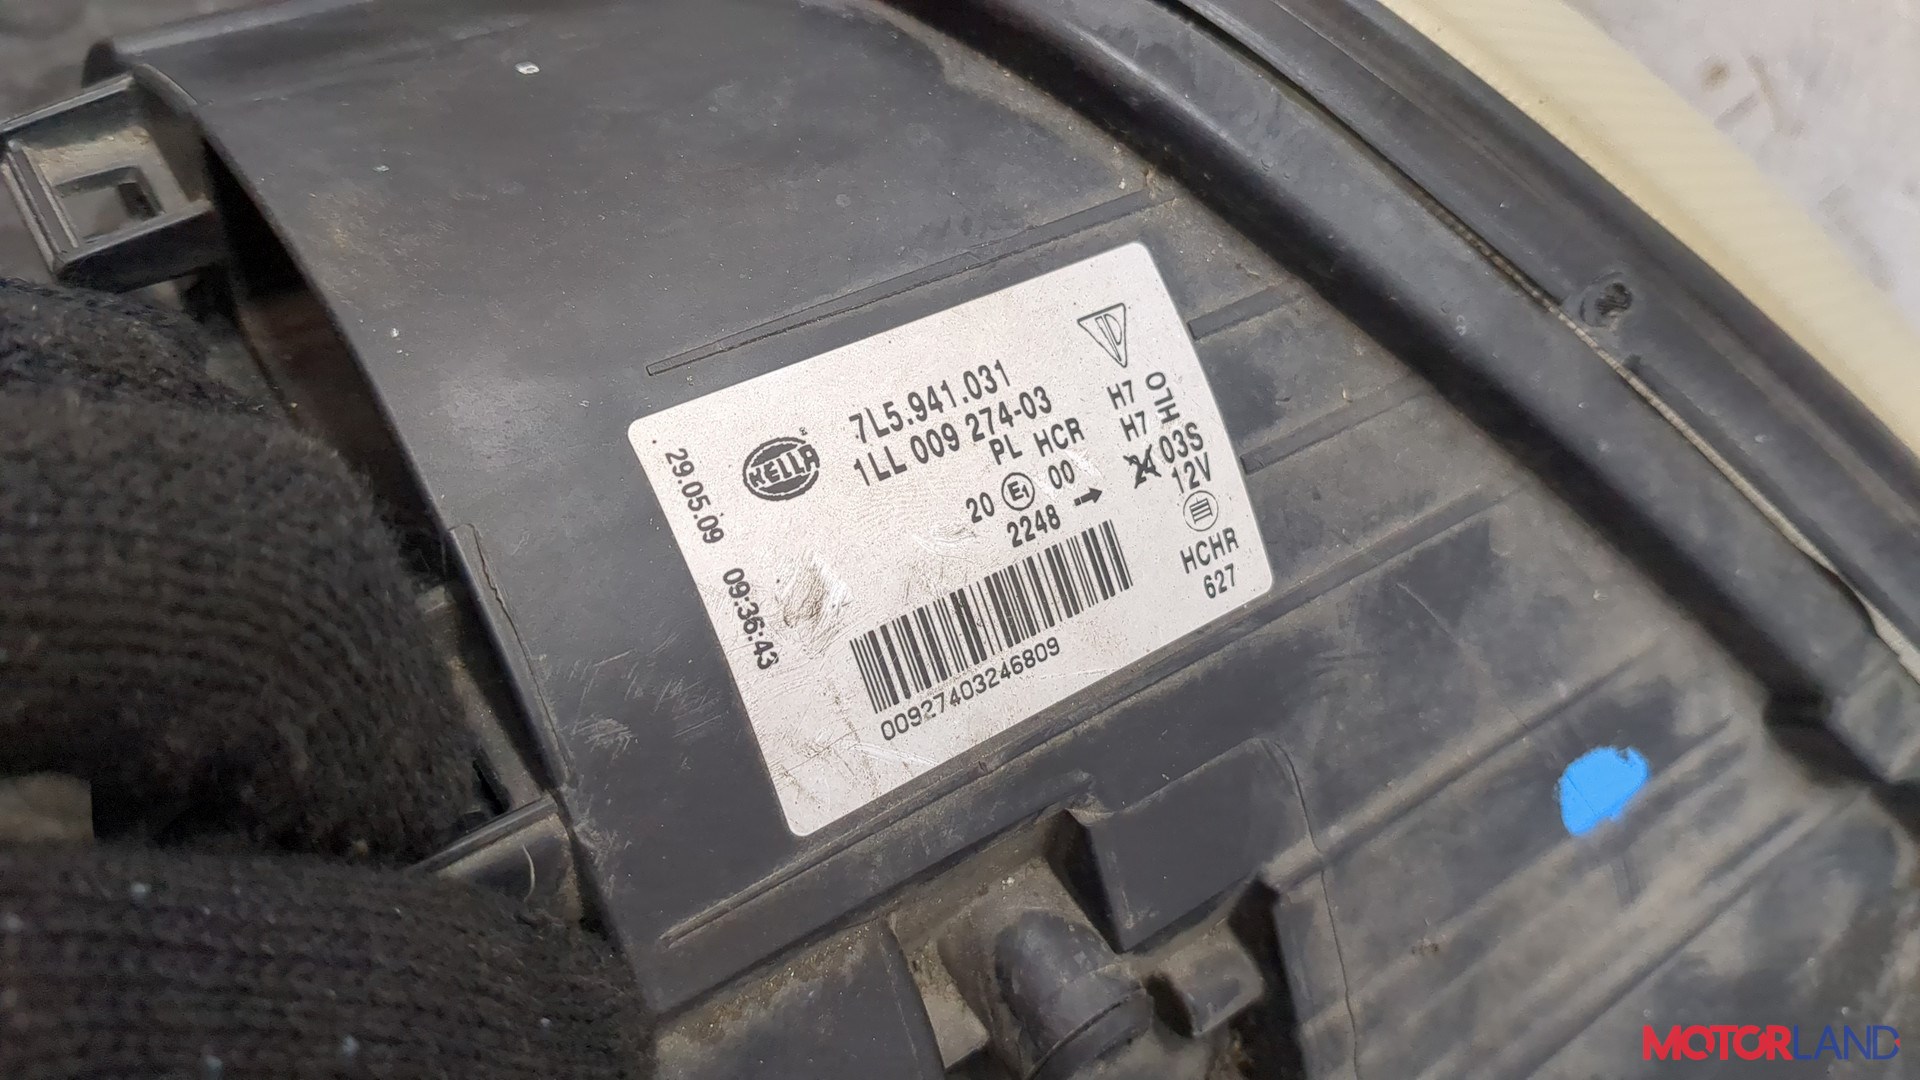 7L5.941.031
1LL 009 274-03
PL HCR
20 E1 00
2248
H7
H7
HLO
03S
12V
HCHR
627
HELLA
29.05.09 09:36:43
00927403246809
MOTORLAND